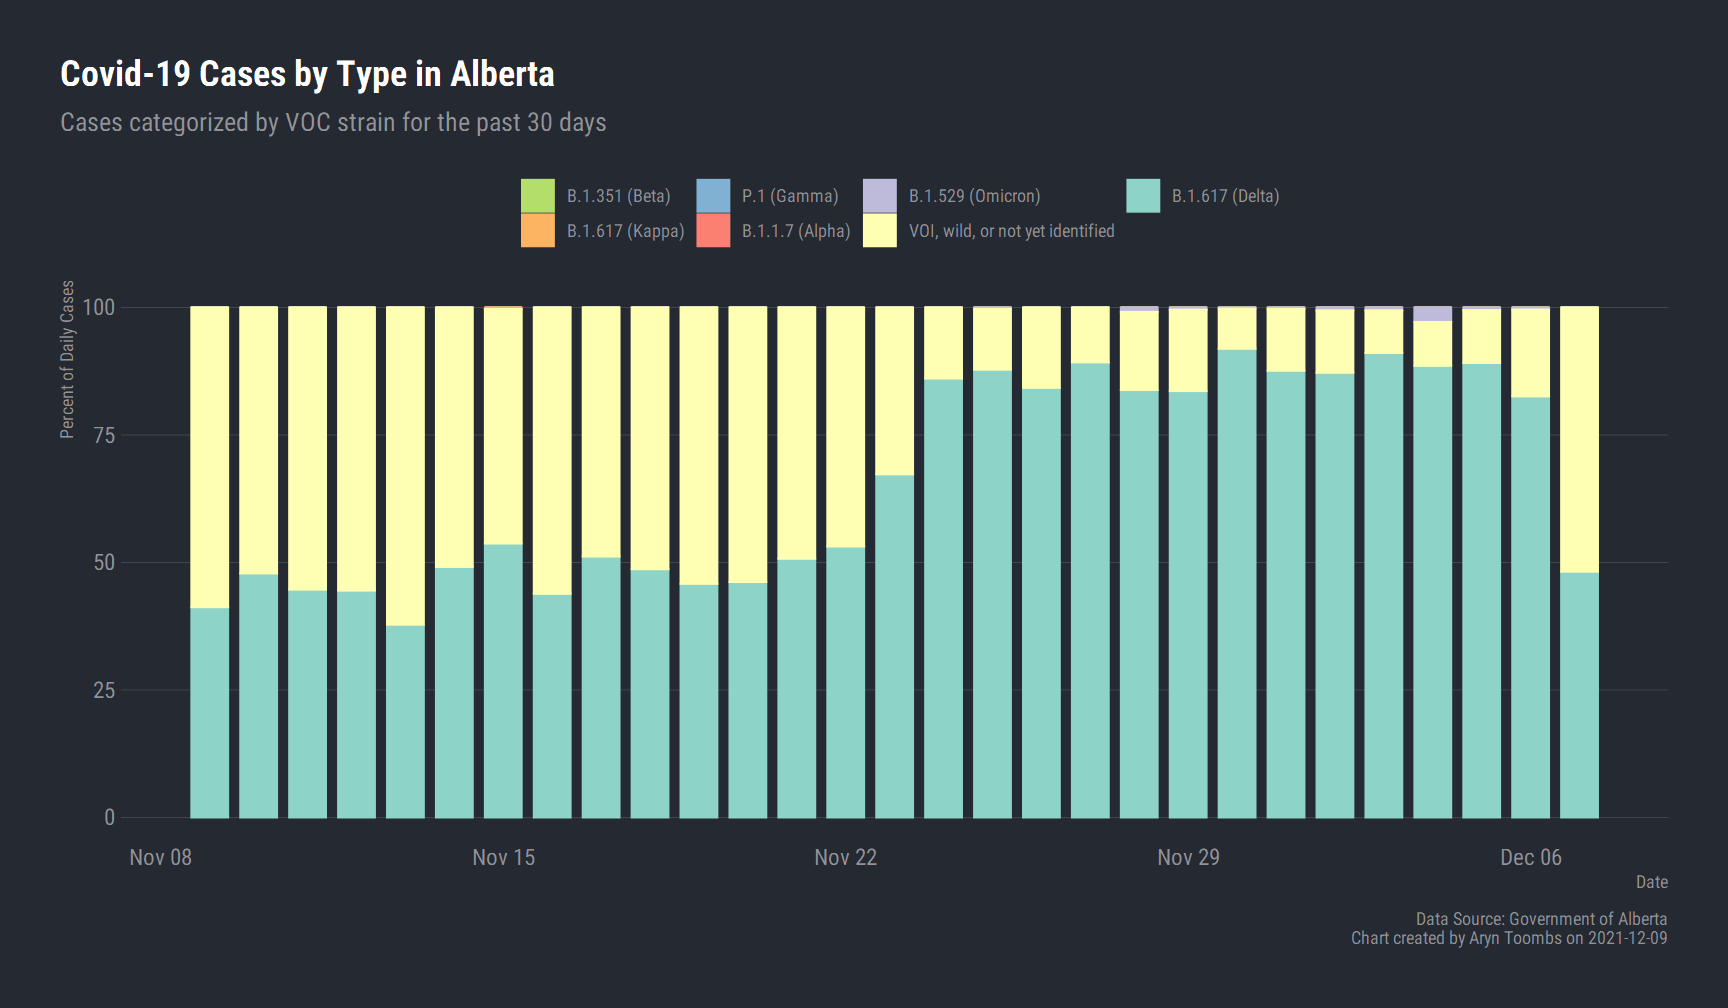 Covid-19 Cases by Type in Alberta
Cases categorized by VOC strain for the past 30 days
B.1.351 (Beta) P.1 (Gamma) B.1.529 (Omicron) B.1.617 (Delta)
B.1.617 (Kappa) B.1.1.7 (Alpha) VOI, wild, or not yet identified
Percent of Daily Cases
100
75
50
25
0
Nov 08 Nov 15 Nov 22 Nov 29 Dec 06
Date
Data Source: Government of Alberta
Chart created by Aryn Toombs on 2021-12-09